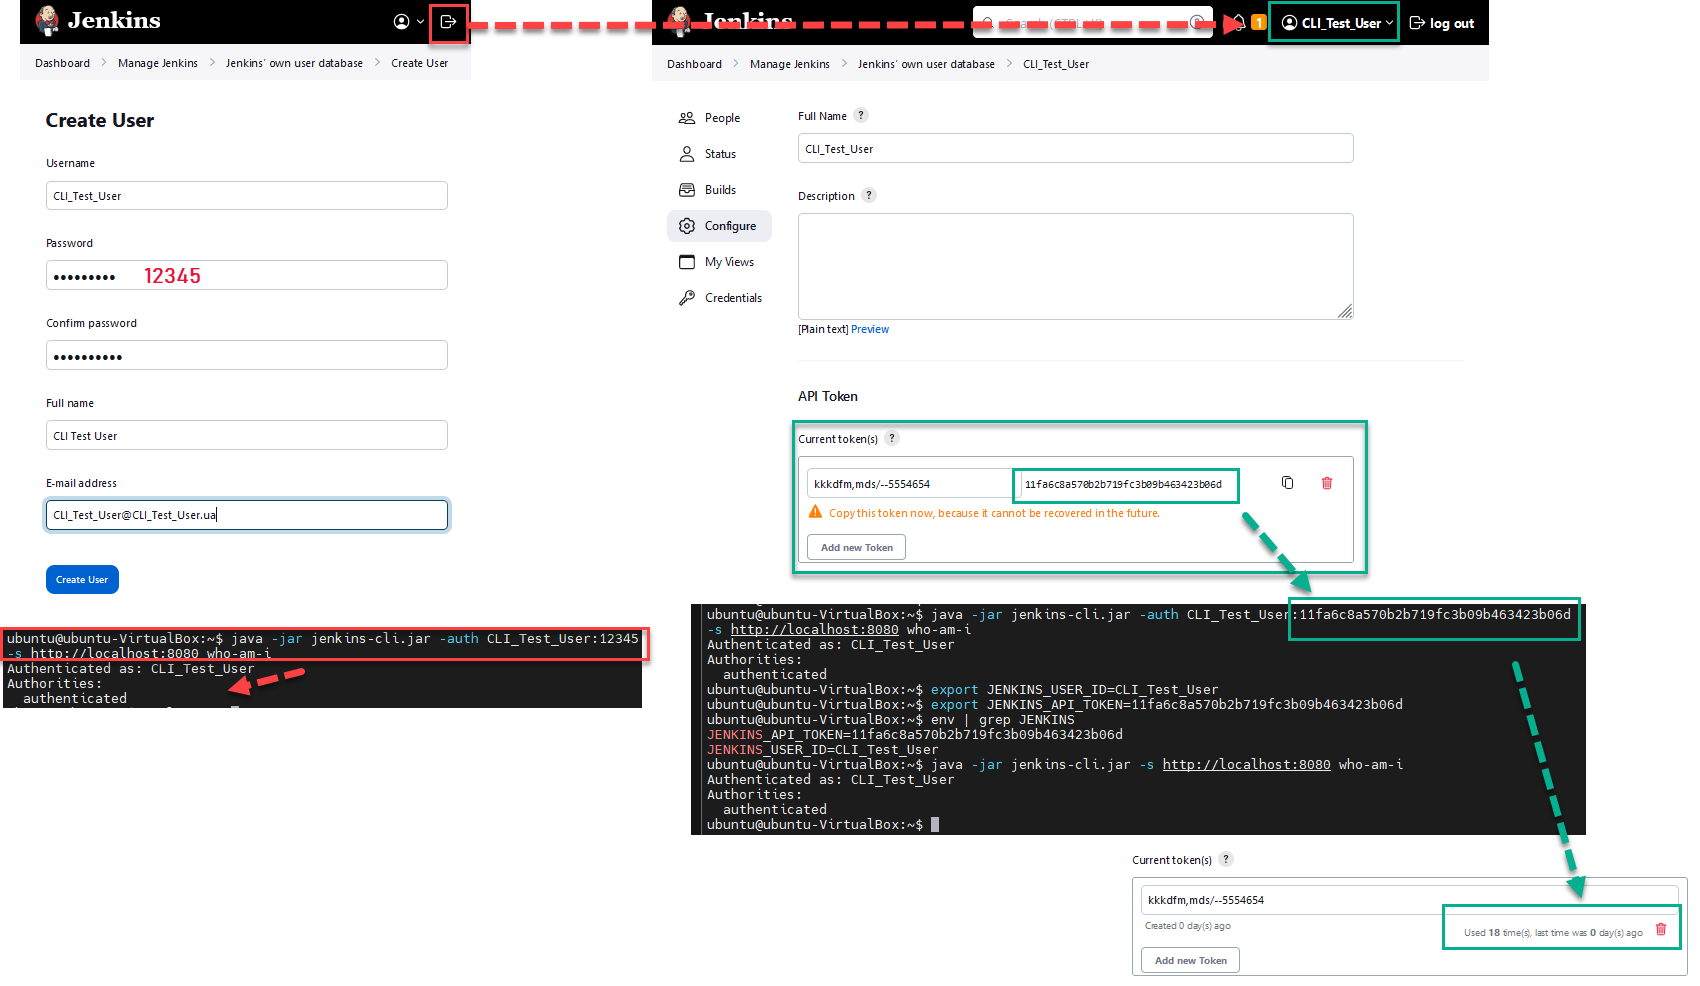 Jenkins
Dashboard > Manage Jenkins > Jenkins' own user database > Create User
Create User
Username
CLI_Test_User
Password
12345
Confirm password
Full name
CLI Test User
E-mail address
CLI_Test_User@CLI_Test_User.ua
Create User
ubuntu@ubuntu-VirtualBox:~$ java -jar jenkins-cli.jar -auth CLI_Test_User:12345
-s http://localhost:8080 who-am-i
Authenticated as: CLI_Test_User
Authorities:
authenticated
Jenkins
Search (CTRL+K)
1
CLI_Test_User
log out
Dashboard > Manage Jenkins > Jenkins' own user database > CLI_Test_User
People
Status
Builds
Configure
My Views
Credentials
Full Name ?
CLI_Test_User
Description ?
[Plain text] Preview
API Token
Current token(s) ?
kkkdfm,mds/--5554654
11fa6c8a570b2b719fc3b09b463423b06d
Copy this token now, because it cannot be recovered in the future.
Add new Token
ubuntu@ubuntu-VirtualBox:~$ java -jar jenkins-cli.jar -auth CLI_Test_User:11fa6c8a570b2b719fc3b09b463423b06d
-s http://localhost:8080 who-am-i
Authenticated as: CLI_Test_User
Authorities:
authenticated
ubuntu@ubuntu-VirtualBox:~$ export JENKINS_USER_ID=CLI_Test_User
ubuntu@ubuntu-VirtualBox:~$ export JENKINS_API_TOKEN=11fa6c8a570b2b719fc3b09b463423b06d
ubuntu@ubuntu-VirtualBox:~$ env | grep JENKINS
JENKINS_API_TOKEN=11fa6c8a570b2b719fc3b09b463423b06d
JENKINS_USER_ID=CLI_Test_User
ubuntu@ubuntu-VirtualBox:~$ java -jar jenkins-cli.jar -s http://localhost:8080 who-am-i
Authenticated as: CLI_Test_User
Authorities:
authenticated
ubuntu@ubuntu-VirtualBox:~$
Current token(s) ?
kkkdfm,mds/--5554654
Created 0 day(s) ago
Used 18 time(s), last time was 0 day(s) ago
Add new Token